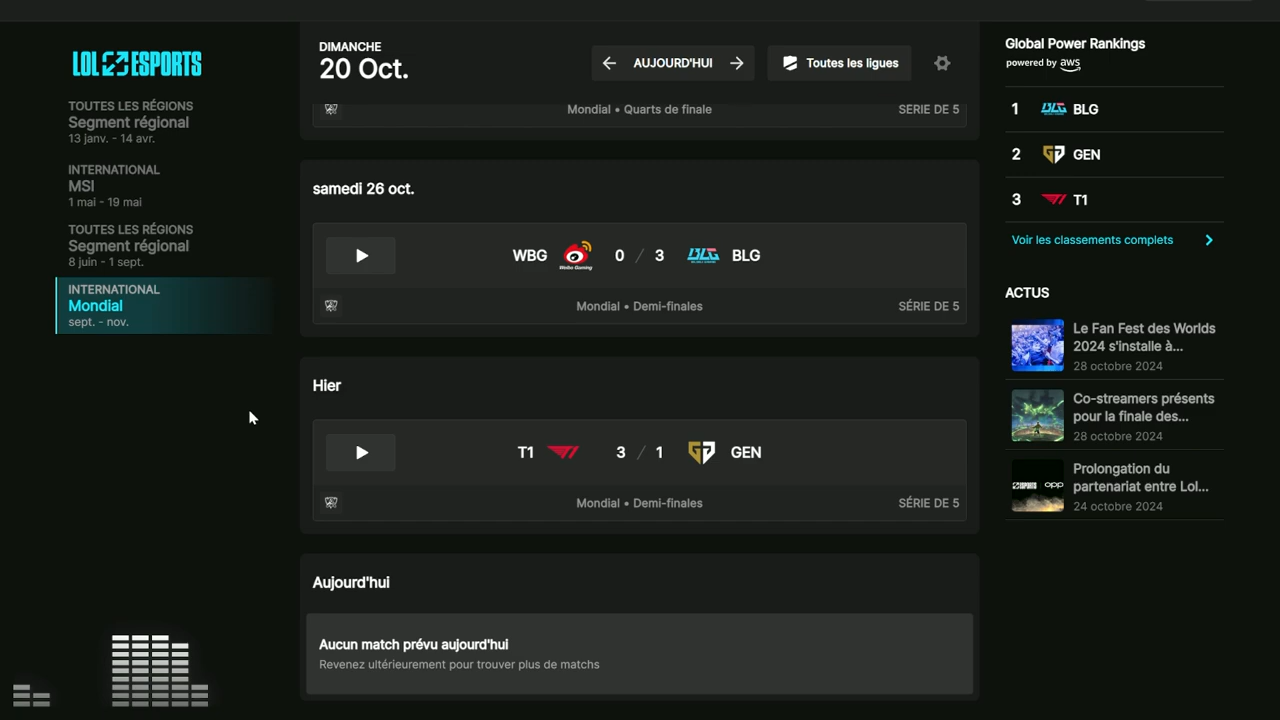 LOL ESPORTS
TOUTES LES RÉGIONS
Segment régional
13 janv. - 14 avr.
INTERNATIONAL
MSI
1 mai - 19 mai
TOUTES LES RÉGIONS
Segment régional
8 juin - 1 sept.
INTERNATIONAL
Mondial
sept. - nov.
DIMANCHE
20 Oct.
AUJOURD'HUI
Toutes les ligues
Mondial • Quarts de finale
SÉRIE DE 5
samedi 26 oct.
WBG Weibo Gaming 0 / 3 BLG BLG
Mondial • Demi-finales
SÉRIE DE 5
Hier
T1 3 / 1 GEN
Mondial • Demi-finales
SÉRIE DE 5
Aujourd'hui
Aucun match prévu aujourd'hui
Revenez ultérieurement pour trouver plus de matchs
Global Power Rankings
powered by aws
1 BLG BLG
2 GEN
3 T1
Voir les classements complets
ACTUS
Le Fan Fest des Worlds
2024 s'installe à...
28 octobre 2024
Co-streamers présents
pour la finale des...
28 octobre 2024
Prolongation du
partenariat entre Lol...
24 octobre 2024